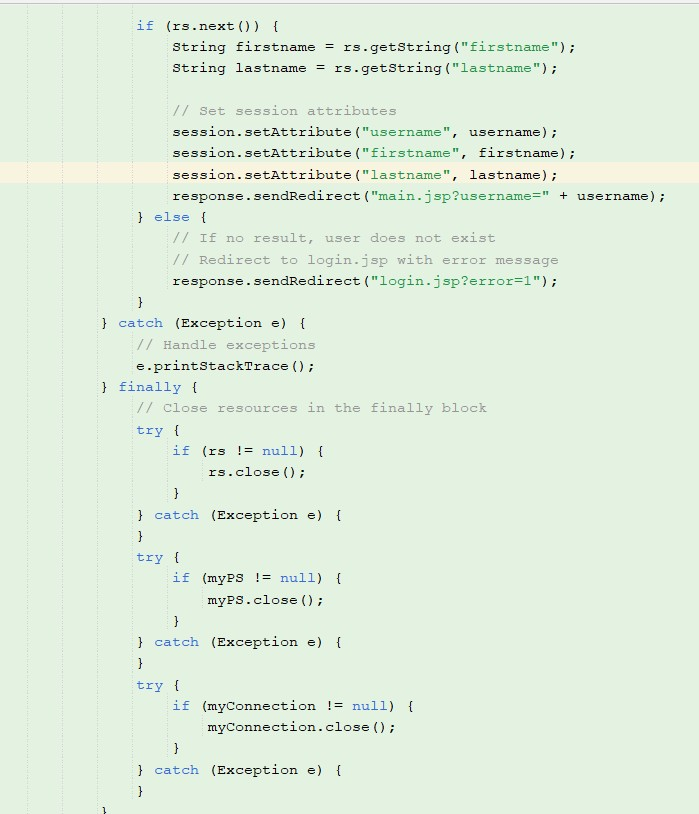 if (rs.next()) {
String firstname = rs.getString("firstname");
String lastname = rs.getString("lastname");
// Set session attributes
session.setAttribute("username", username);
session.setAttribute("firstname", firstname);
session.setAttribute("lastname", lastname);
response.sendRedirect("main.jsp?username=" + username);
} else {
// If no result, user does not exist
// Redirect to login.jsp with error message
response.sendRedirect("login.jsp?error=1");
}
} catch (Exception e) {
// Handle exceptions
e.printStackTrace();
} finally {
// Close resources in the finally block
try {
if (rs != null) {
rs.close();
}
} catch (Exception e) {
}
try {
if (myPS != null) {
myPS.close();
}
} catch (Exception e) {
}
try {
if (myConnection != null) {
myConnection.close();
}
} catch (Exception e) {
}
}